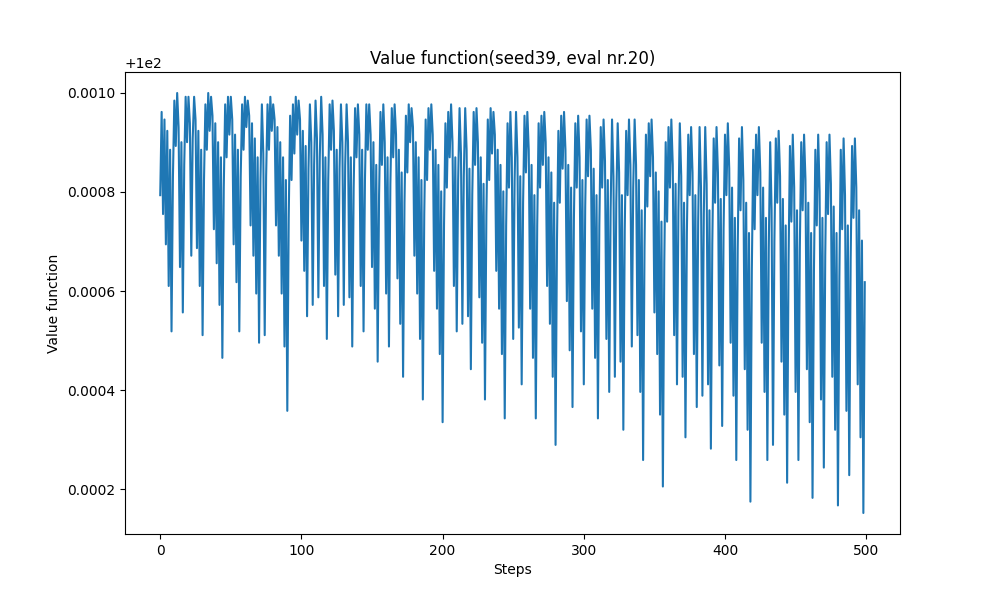 Value function(seed39, eval nr.20)
+1e2
0.0010
0.0008
0.0006
0.0004
0.0002
Value function
0 100 200 300 400 500
Steps